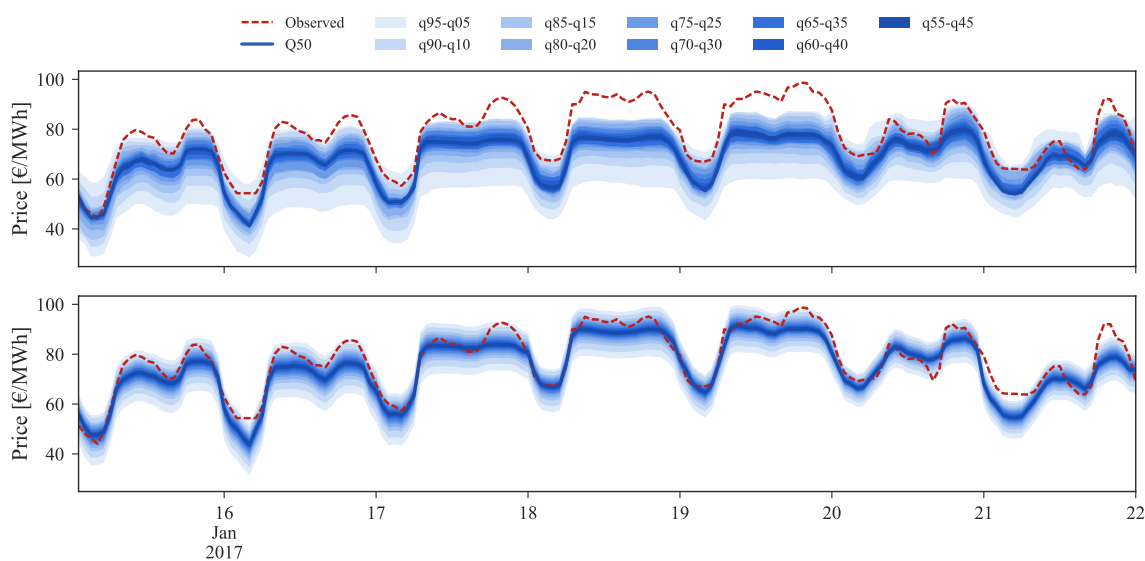 Observed q95-q05 q85-q15 q75-q25 q65-q35 q55-q45
Q50 q90-q10 q80-q20 q70-q30 q60-q40
100
80
60
40
Price [€/MWh]
100
80
60
40
Price [€/MWh]
16 17 18 19 20 21 22
Jan
2017